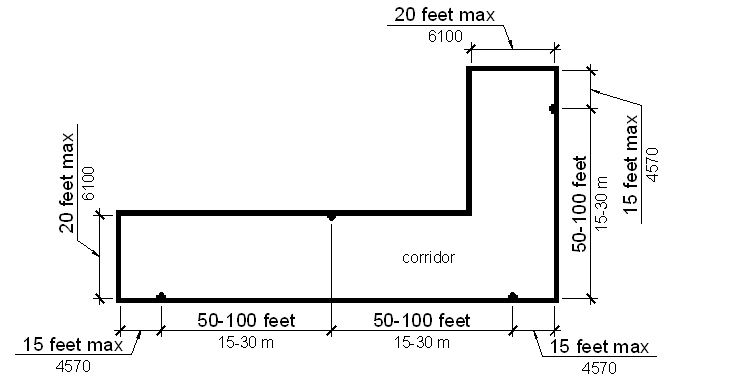 20 feet max
6100
20 feet max
6100
15 feet max
4570
50-100 feet
15-30 m
corridor
50-100 feet
15-30 m
50-100 feet
15-30 m
15 feet max
4570
15 feet max
4570